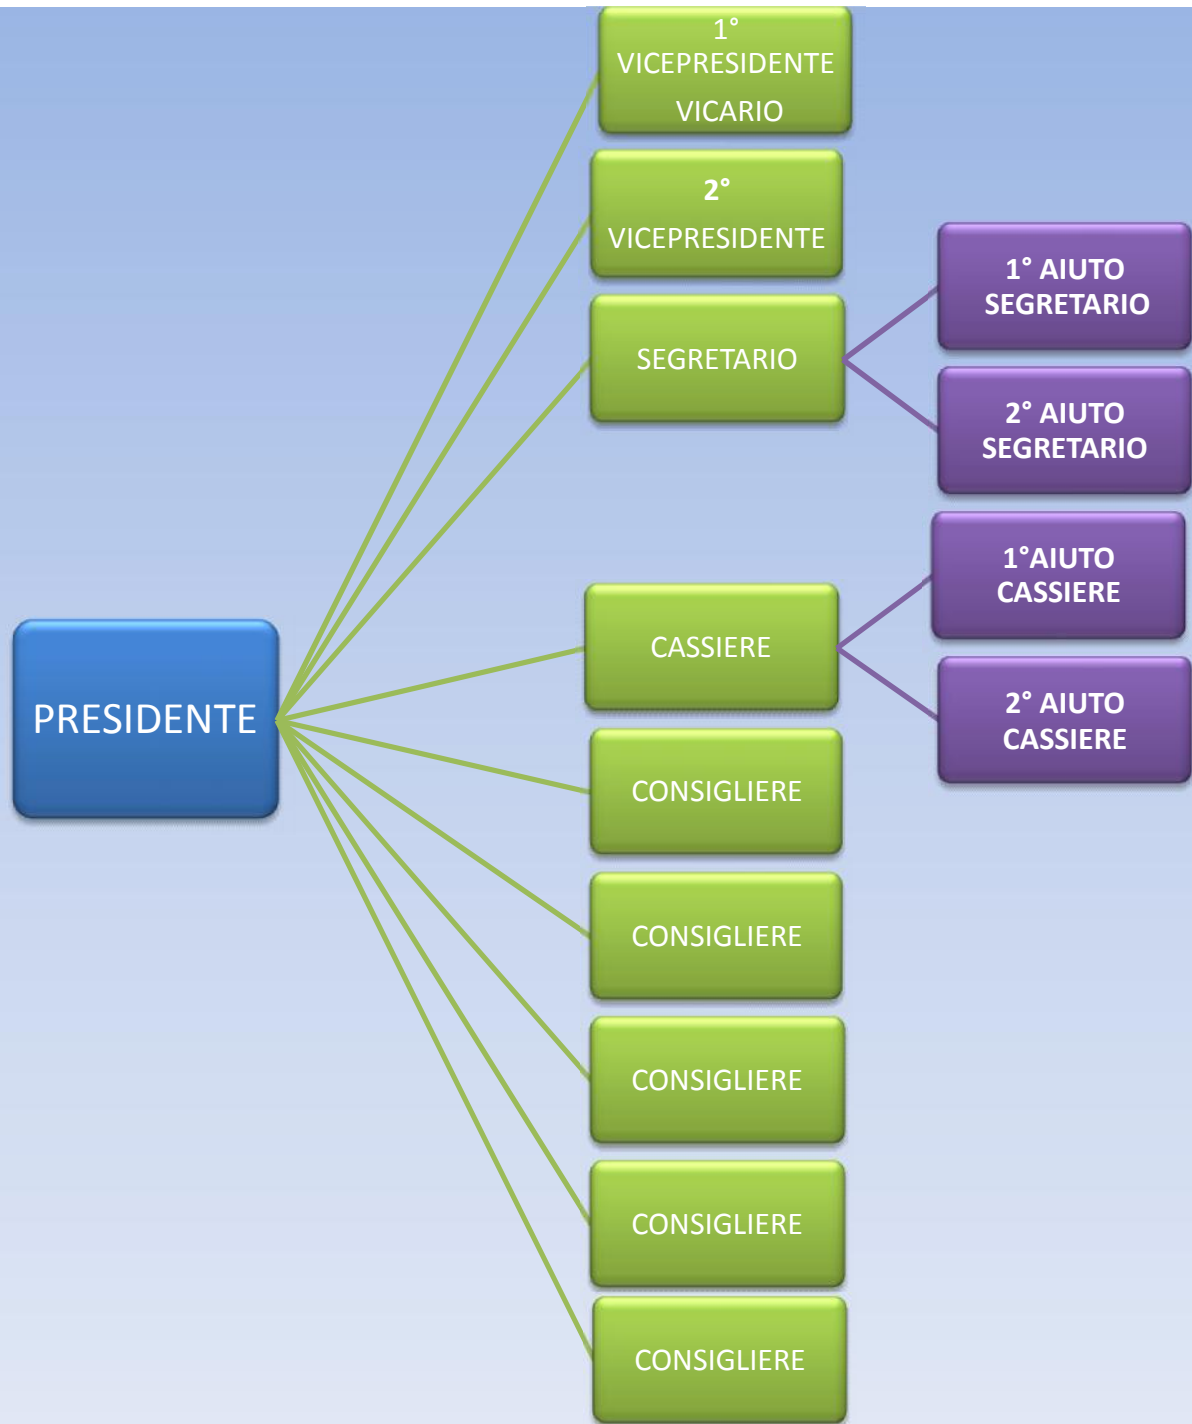 1°
VICEPRESIDENTE
VICARIO
2°
VICEPRESIDENTE
SEGRETARIO
1° AIUTO
SEGRETARIO
2° AIUTO
SEGRETARIO
PRESIDENTE
CASSIERE
1°AIUTO
CASSIERE
2° AIUTO
CASSIERE
CONSIGLIERE
CONSIGLIERE
CONSIGLIERE
CONSIGLIERE
CONSIGLIERE